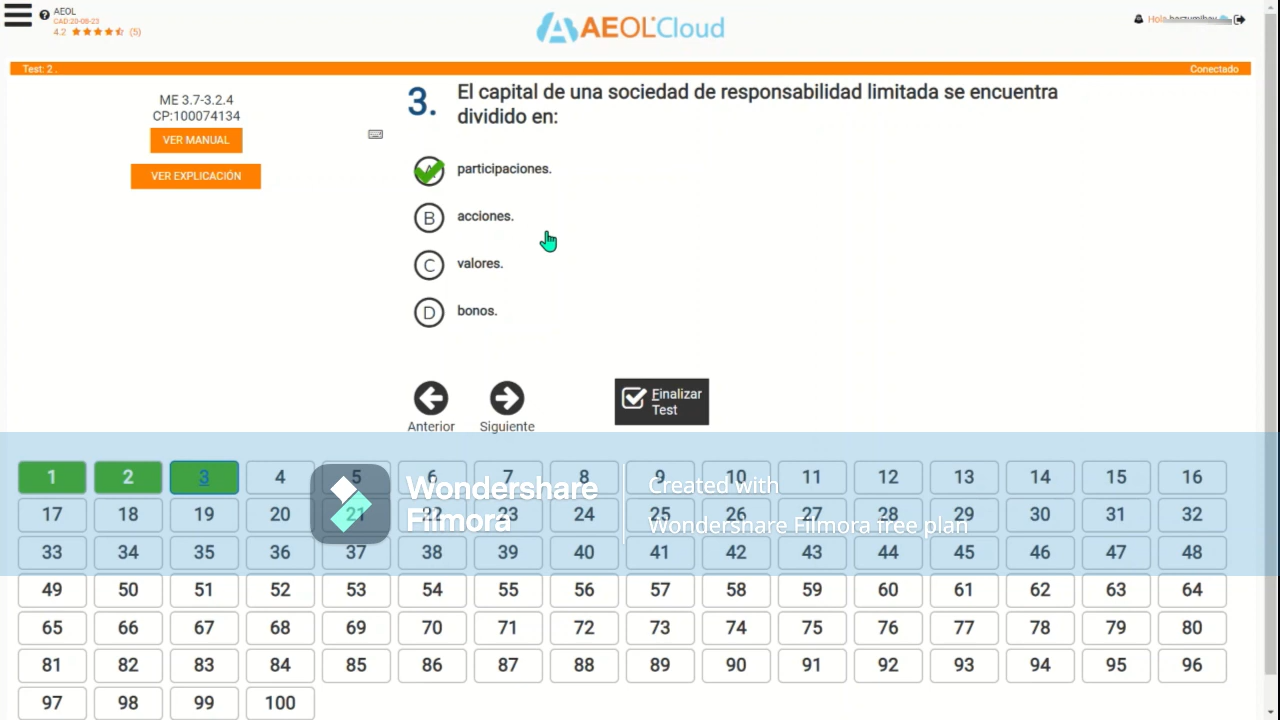 AEOL
CAD:20-09-23
4.2 (5)
AEOL Cloud
Hola
Test: 2 .
Conectado
ME 3.7-3.2.4
CP:100074134
VER MANUAL
VER EXPLICACIÓN
3. El capital de una sociedad de responsabilidad limitada se encuentra
dividido en:
participaciones.
B acciones.
C valores.
D bonos.
Anterior
Siguiente
Finalizar
Test
1 2 3 4 5 6 7 8 9 10 11 12 13 14 15 16
17 18 19 20 21 22 23 24 25 26 27 28 29 30 31 32
33 34 35 36 37 38 39 40 41 42 43 44 45 46 47 48
Wondershare
Filmora
Created with
Wondershare Filmora free plan
49 50 51 52 53 54 55 56 57 58 59 60 61 62 63 64
65 66 67 68 69 70 71 72 73 74 75 76 77 78 79 80
81 82 83 84 85 86 87 88 89 90 91 92 93 94 95 96
97 98 99 100